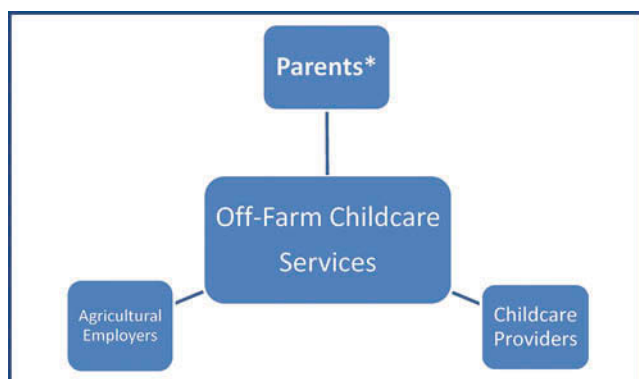 Parents*
Off-Farm Childcare
Services
Agricultural
Employers
Childcare
Providers